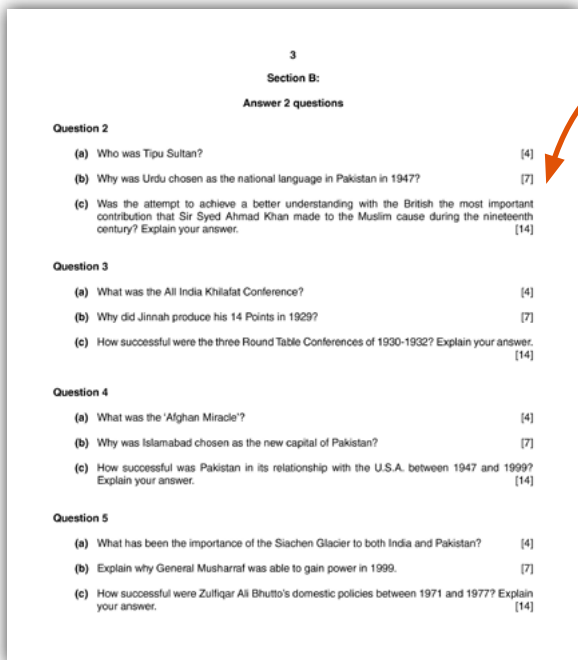 3
Section B:
Answer 2 questions
Question 2
(a) Who was Tipu Sultan? [4]
(b) Why was Urdu chosen as the national language in Pakistan in 1947? [7]
(c) Was the attempt to achieve a better understanding with the British the most important
contribution that Sir Syed Ahmad Khan made to the Muslim cause during the nineteenth
century? Explain your answer. [14]
Question 3
(a) What was the All India Khilafat Conference? [4]
(b) Why did Jinnah produce his 14 Points in 1929? [7]
(c) How successful were the three Round Table Conferences of 1930-1932? Explain your answer.
[14]
Question 4
(a) What was the ‘Afghan Miracle’? [4]
(b) Why was Islamabad chosen as the new capital of Pakistan? [7]
(c) How successful was Pakistan in its relationship with the U.S.A. between 1947 and 1999?
Explain your answer. [14]
Question 5
(a) What has been the importance of the Siachen Glacier to both India and Pakistan? [4]
(b) Explain why General Musharraf was able to gain power in 1999. [7]
(c) How successful were Zulfiqar Ali Bhutto's domestic policies between 1971 and 1977? Explain
your answer. [14]